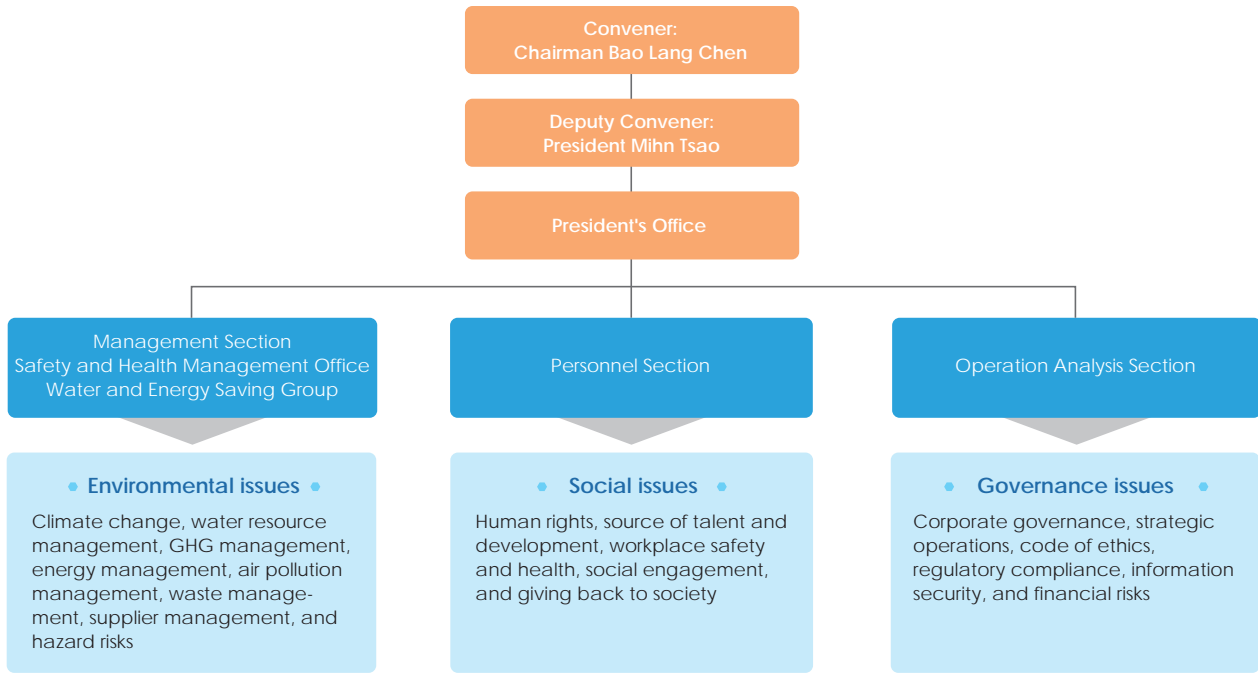 Convener:
Chairman Bao Lang Chen
Deputy Convener:
President Mihn Tsao
President's Office
Management Section
Safety and Health Management Office
Water and Energy Saving Group
Personnel Section
Operation Analysis Section
Environmental issues
Climate change, water resource
management, GHG management,
energy management, air pollution
management, waste manage-
ment, supplier management, and
hazard risks
Social issues
Human rights, source of talent and
development, workplace safety
and health, social engagement,
and giving back to society
Governance issues
Corporate governance, strategic
operations, code of ethics,
regulatory compliance, information
security, and financial risks